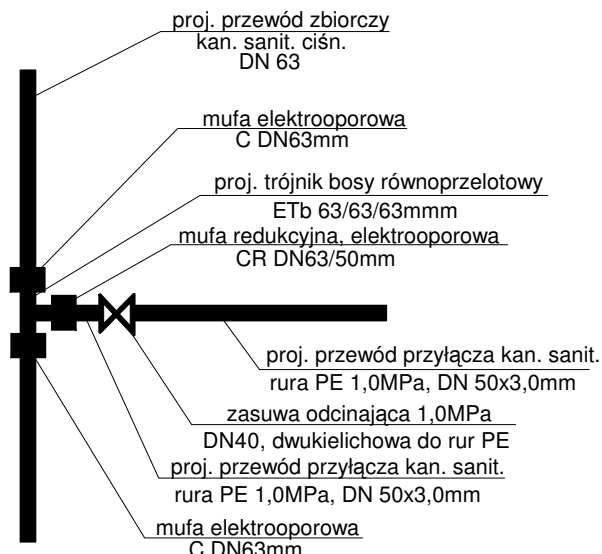 proj. przewód zbiorczy
kan. sanit. ciśn.
DN 63
mufa elektrooporowa
C DN63mm
proj. trójnik bosy równoprzelotowy
ETb 63/63/63mmm
mufa redukcyjna, elektrooporowa
CR DN63/50mm
proj. przewód przyłącza kan. sanit.
rura PE 1,0MPa, DN 50x3,0mm
zasuwa odcinająca 1,0MPa
DN40, dwukielichowa do rur PE
proj. przewód przyłącza kan. sanit.
rura PE 1,0MPa, DN 50x3,0mm
mufa elektrooporowa
C DN63mm